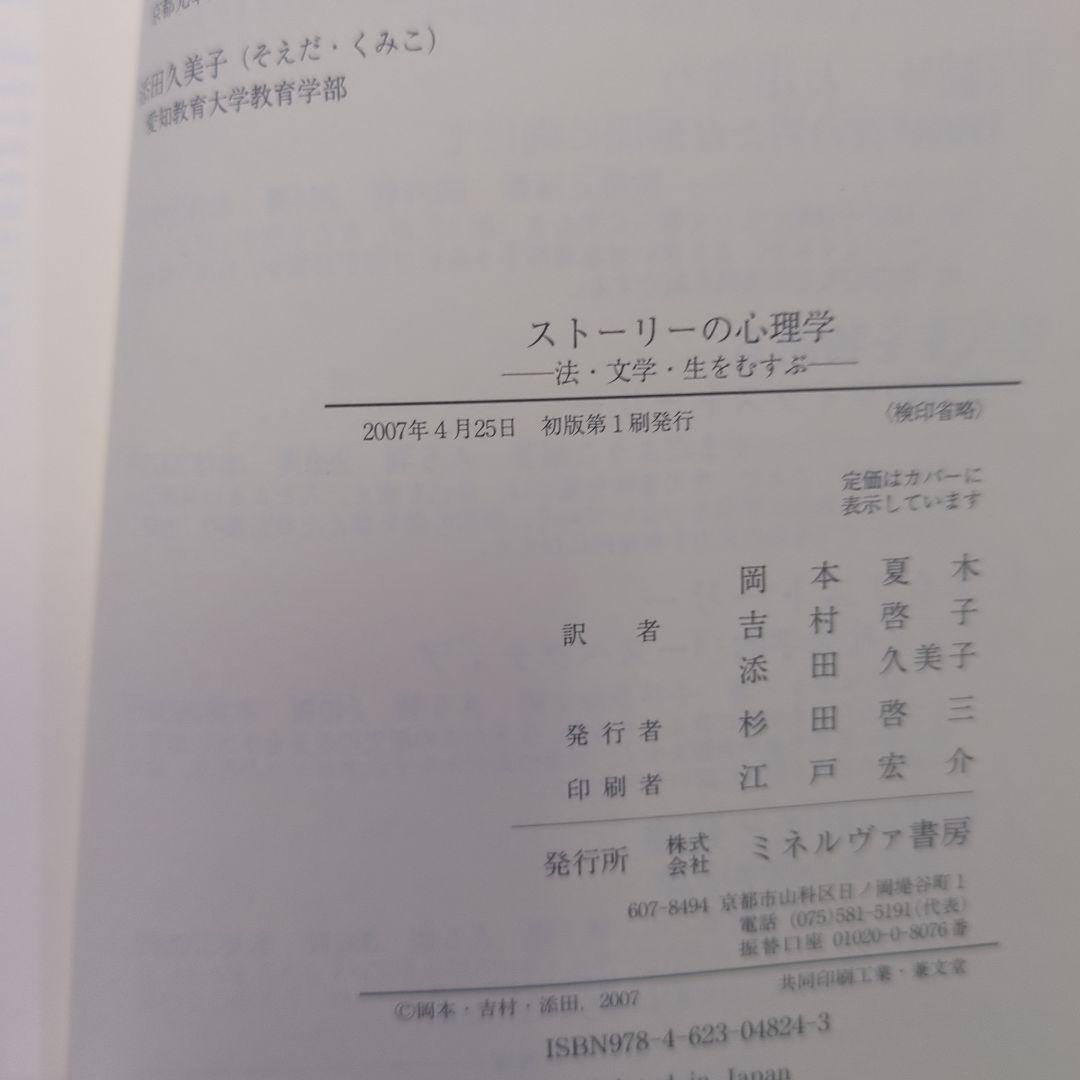 添田久美子 (そえだ・くみこ)
愛知教育大学教育学部
ストーリーの心理学
——法・文学・生をむすぶ——
2007年4月25日 初版第1刷発行 〈検印省略〉
定価はカバーに
表示しています
訳者 岡本夏木
吉村啓子
添田久美子
発行者 杉田啓三
印刷者 江戸宏介
発行所 株式会社 ミネルヴァ書房
607-8494 京都市山科区日ノ岡堤谷町1
電話 (075)581-5191(代表)
振替口座 01020-0-8076番
©岡本・吉村・添田, 2007 共同印刷工業・兼文堂
ISBN978-4-623-04824-3
in Japan